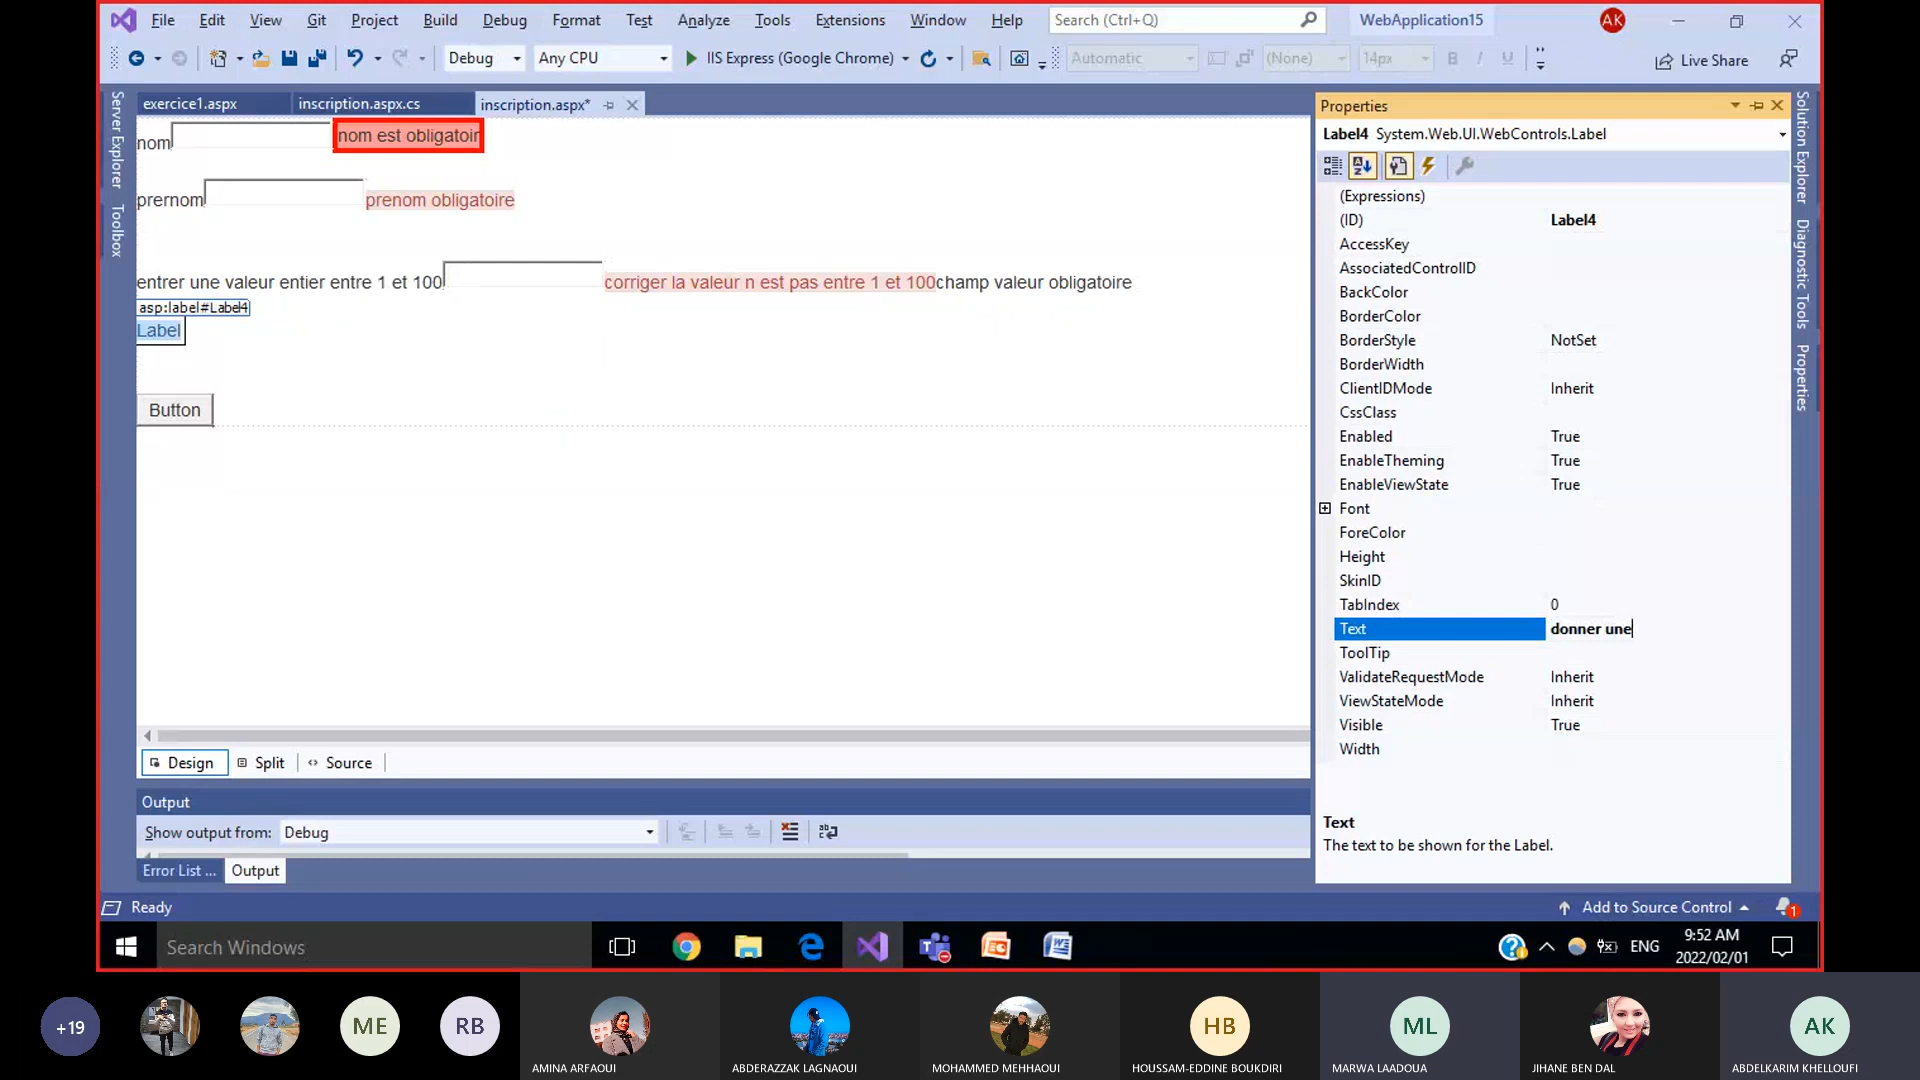 File Edit View Git Project Build Debug Format Test Analyze Tools Extensions Window Help Search (Ctrl+Q) WebApplication15 AK
Debug Any CPU IIS Express (Google Chrome) Automatic (None) 14px B I U Live Share
Server Explorer
Toolbox
exercice1.aspx inscription.aspx.cs inscription.aspx*
nom nom est obligatoir
prernom prenom obligatoire
entrer une valeur entier entre 1 et 100 corriger la valeur n est pas entre 1 et 100champ valeur obligatoire
asp:label#Label4
Label
Button
Design Split Source
Output
Show output from: Debug
Error List ... Output
Properties
Label4 System.Web.UI.WebControls.Label
(Expressions)
(ID) Label4
AccessKey
AssociatedControlID
BackColor
BorderColor
BorderStyle NotSet
BorderWidth
ClientIDMode Inherit
CssClass
Enabled True
EnableTheming True
EnableViewState True
Font
ForeColor
Height
SkinID
TabIndex 0
Text donner une
ToolTip
ValidateRequestMode Inherit
ViewStateMode Inherit
Visible True
Width
Text
The text to be shown for the Label.
Solution Explorer
Diagnostic Tools
Properties
Ready Add to Source Control 1
Search Windows ENG 9:52 AM
2022/02/01
+19 ME RB HB ML AK
AMINA ARFAOUI ABDERAZZAK LAGNAOUI MOHAMMED MEHHAOUI HOUSSAM-EDDINE BOUKDIRI MARWA LAADOUA JIHANE BEN DAL ABDELKARIM KHELLOUFI